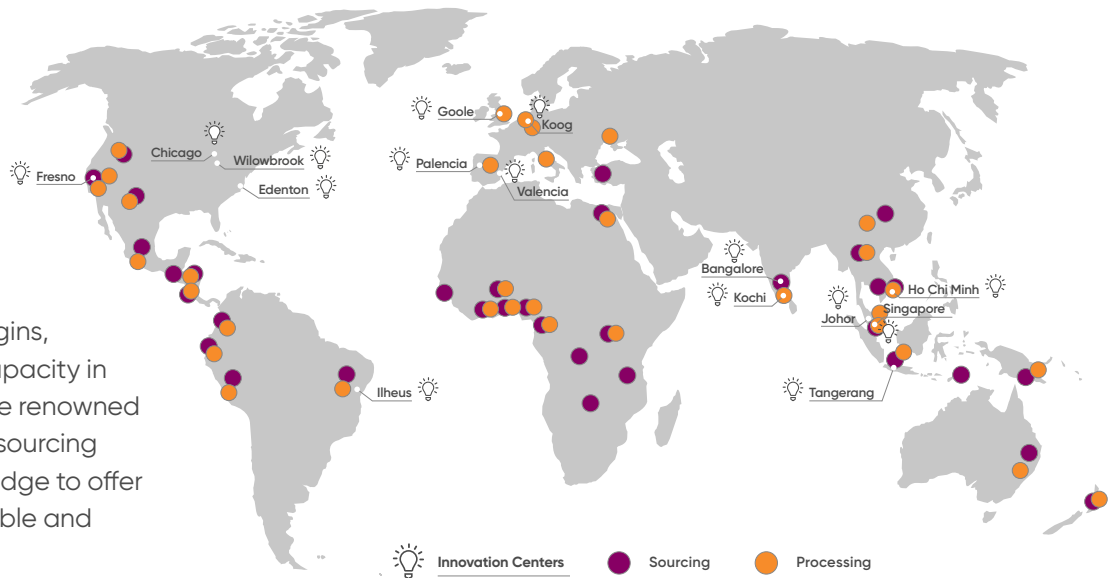 Goole
Koog
Chicago
Wilowbrook
Palencia
Fresno
Edenton
Valencia
Bangalore
Kochi
Ho Chi Minh
Singapore
Johor
Ilheus
Tangerang
gins,
apacity in
e renowned
sourcing
dge to offer
ble and
Innovation Centers
Sourcing
Processing